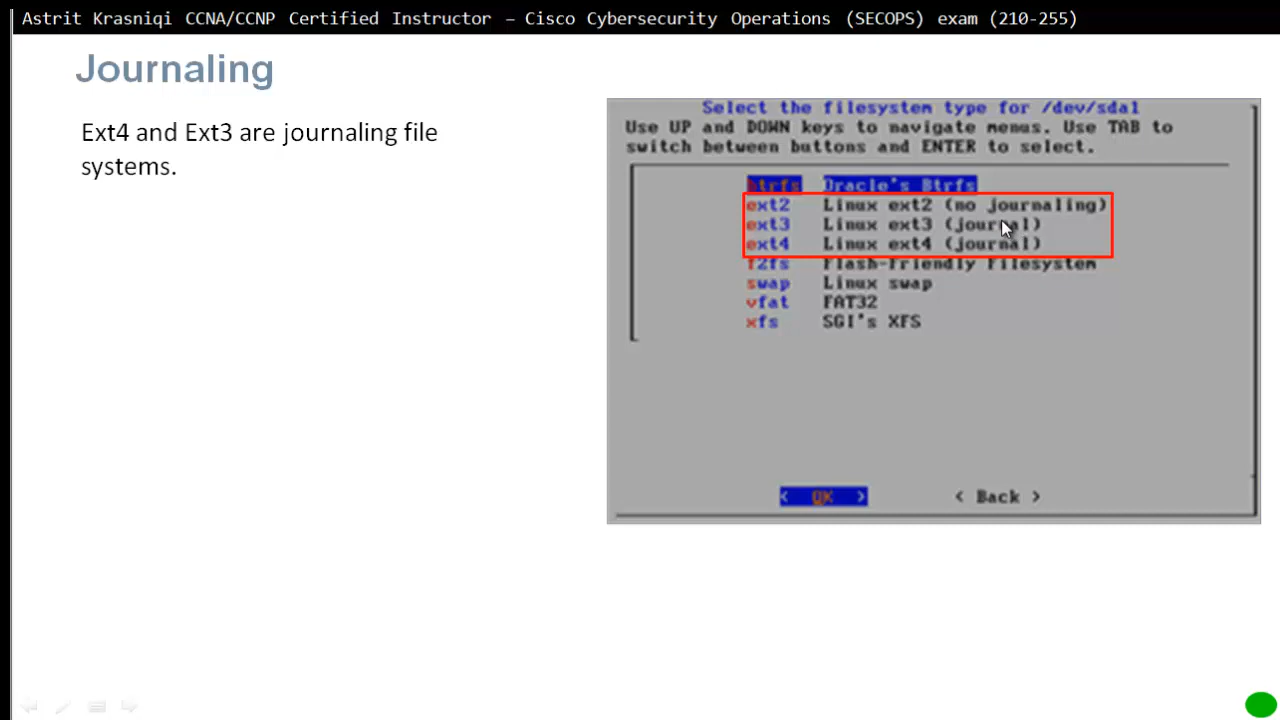 Astrit Krasniqi CCNA/CCNP Certified Instructor – Cisco Cybersecurity Operations (SECOPS) exam (210-255)
Journaling
Ext4 and Ext3 are journaling file
systems.
Select the filesystem type for /dev/sda1
Use UP and DOWN keys to navigate menus. Use TAB to
switch between buttons and ENTER to select.
btrfs Oracle's Btrfs
ext2 Linux ext2 (no journaling)
ext3 Linux ext3 (journal)
ext4 Linux ext4 (journal)
f2fs Flash-Friendly Filesystem
swap Linux swap
vfat FAT32
xfs SGI's XFS
< OK > < Back >